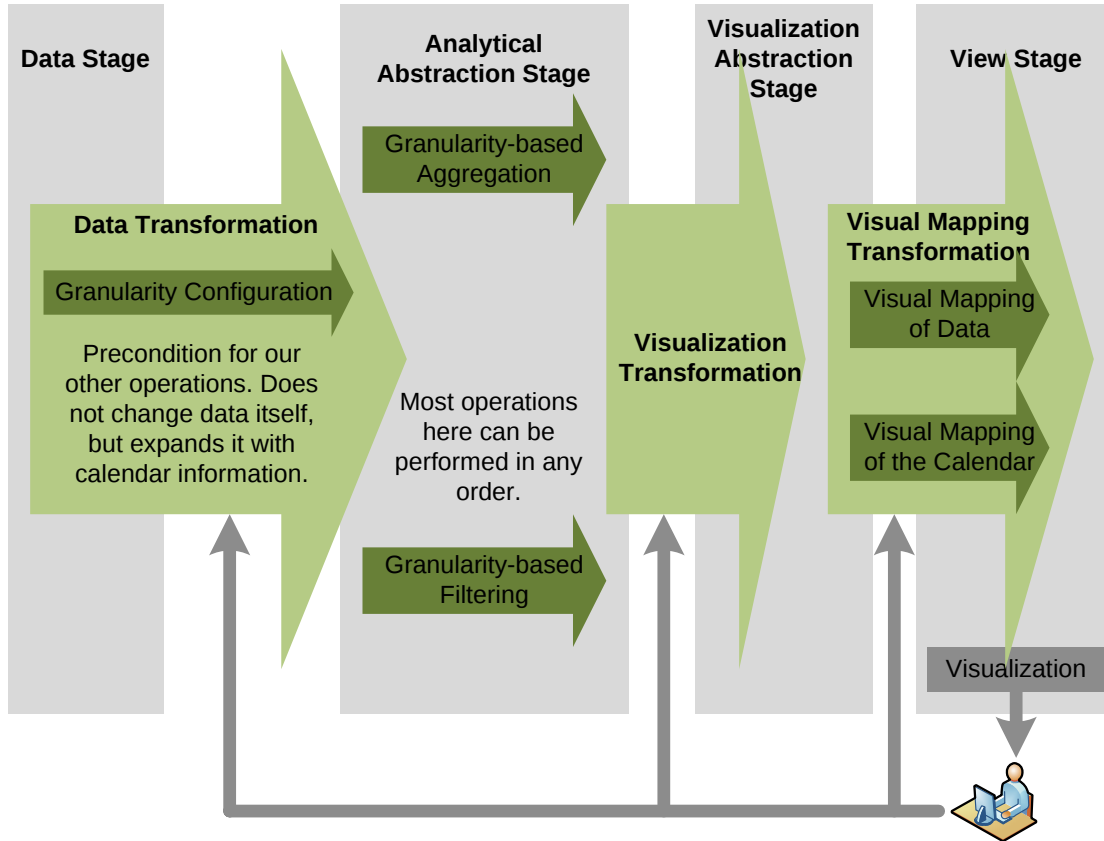 Data Stage
Analytical
Abstraction Stage
Visualization
Abstraction
Stage
View Stage
Granularity-based
Aggregation
Data Transformation
Granularity Configuration
Precondition for our
other operations. Does
not change data itself,
but expands it with
calendar information.
Most operations
here can be
performed in any
order.
Granularity-based
Filtering
Visualization
Transformation
Visual Mapping
Transformation
Visual Mapping
of Data
Visual Mapping
of the Calendar
Visualization